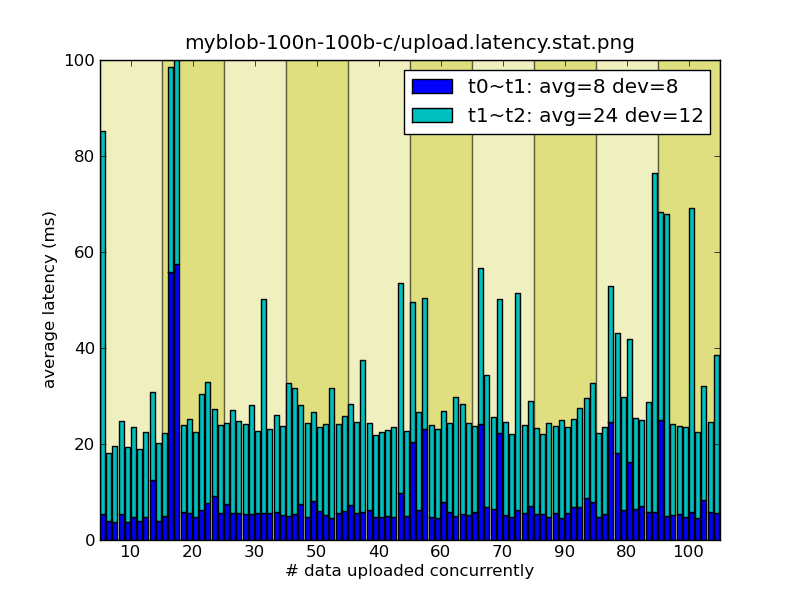 myblob-100n-100b-c/upload.latency.stat.png
t0~t1: avg=8 dev=8
t1~t2: avg=24 dev=12
average latency (ms)
100
80
60
40
20
0
10 20 30 50 40 60 70 90 80 100
# data uploaded concurrently